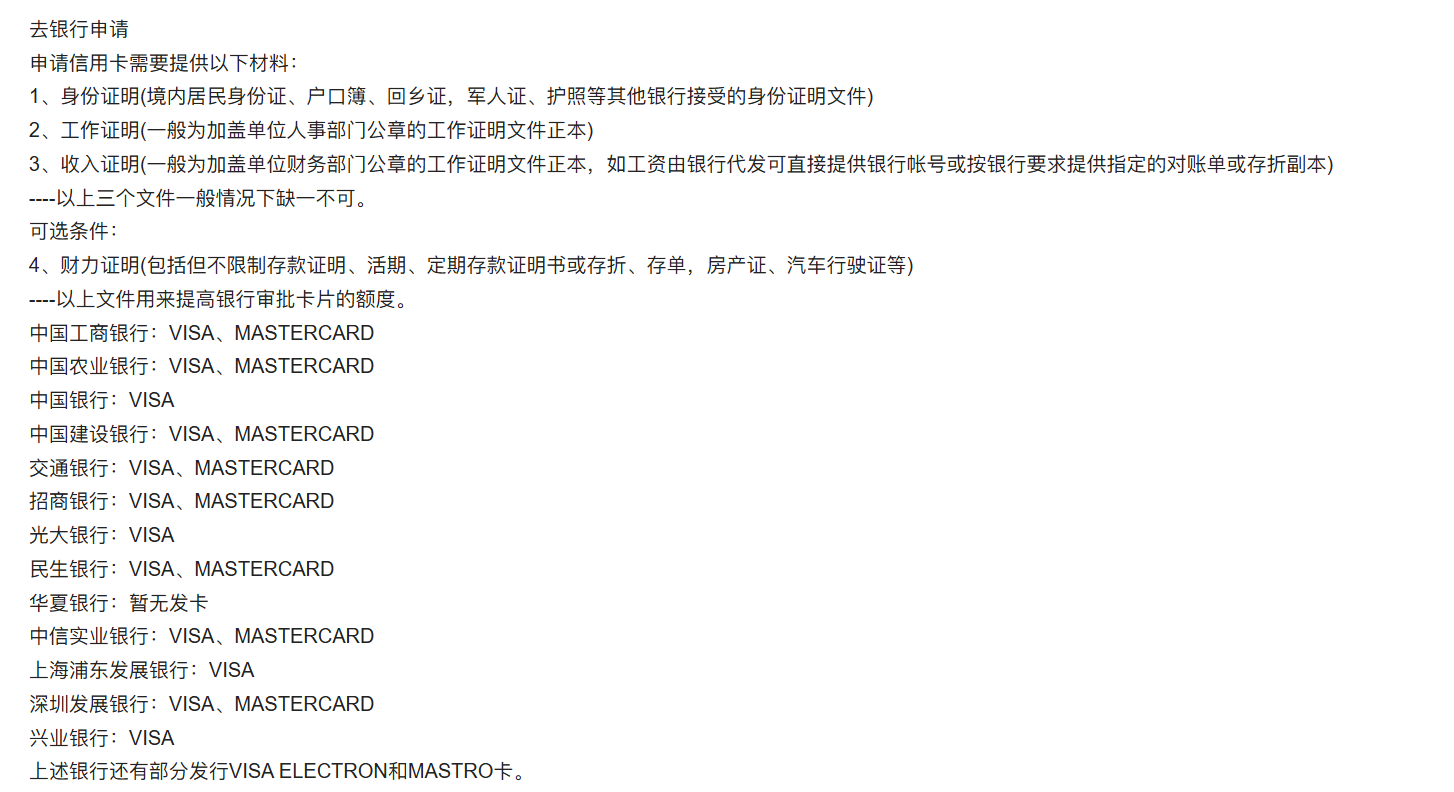 去银行申请
申请信用卡需要提供以下材料：
1、身份证明(境内居民身份证、户口簿、回乡证，军人证、护照等其他银行接受的身份证明文件)
2、工作证明(一般为加盖单位人事部门公章的工作证明文件正本)
3、收入证明(一般为加盖单位财务部门公章的工作证明文件正本，如工资由银行代发可直接提供银行帐号或按银行要求提供指定的对账单或存折副本)
----以上三个文件一般情况下缺一不可。
可选条件：
4、财力证明(包括但不限制存款证明、活期、定期存款证明书或存折、存单，房产证、汽车行驶证等)
----以上文件用来提高银行审批卡片的额度。
中国工商银行：VISA、MASTERCARD
中国农业银行：VISA、MASTERCARD
中国银行：VISA
中国建设银行：VISA、MASTERCARD
交通银行：VISA、MASTERCARD
招商银行：VISA、MASTERCARD
光大银行：VISA
民生银行：VISA、MASTERCARD
华夏银行：暂无发卡
中信实业银行：VISA、MASTERCARD
上海浦东发展银行：VISA
深圳发展银行：VISA、MASTERCARD
兴业银行：VISA
上述银行还有部分发行VISA ELECTRON和MASTRO卡。